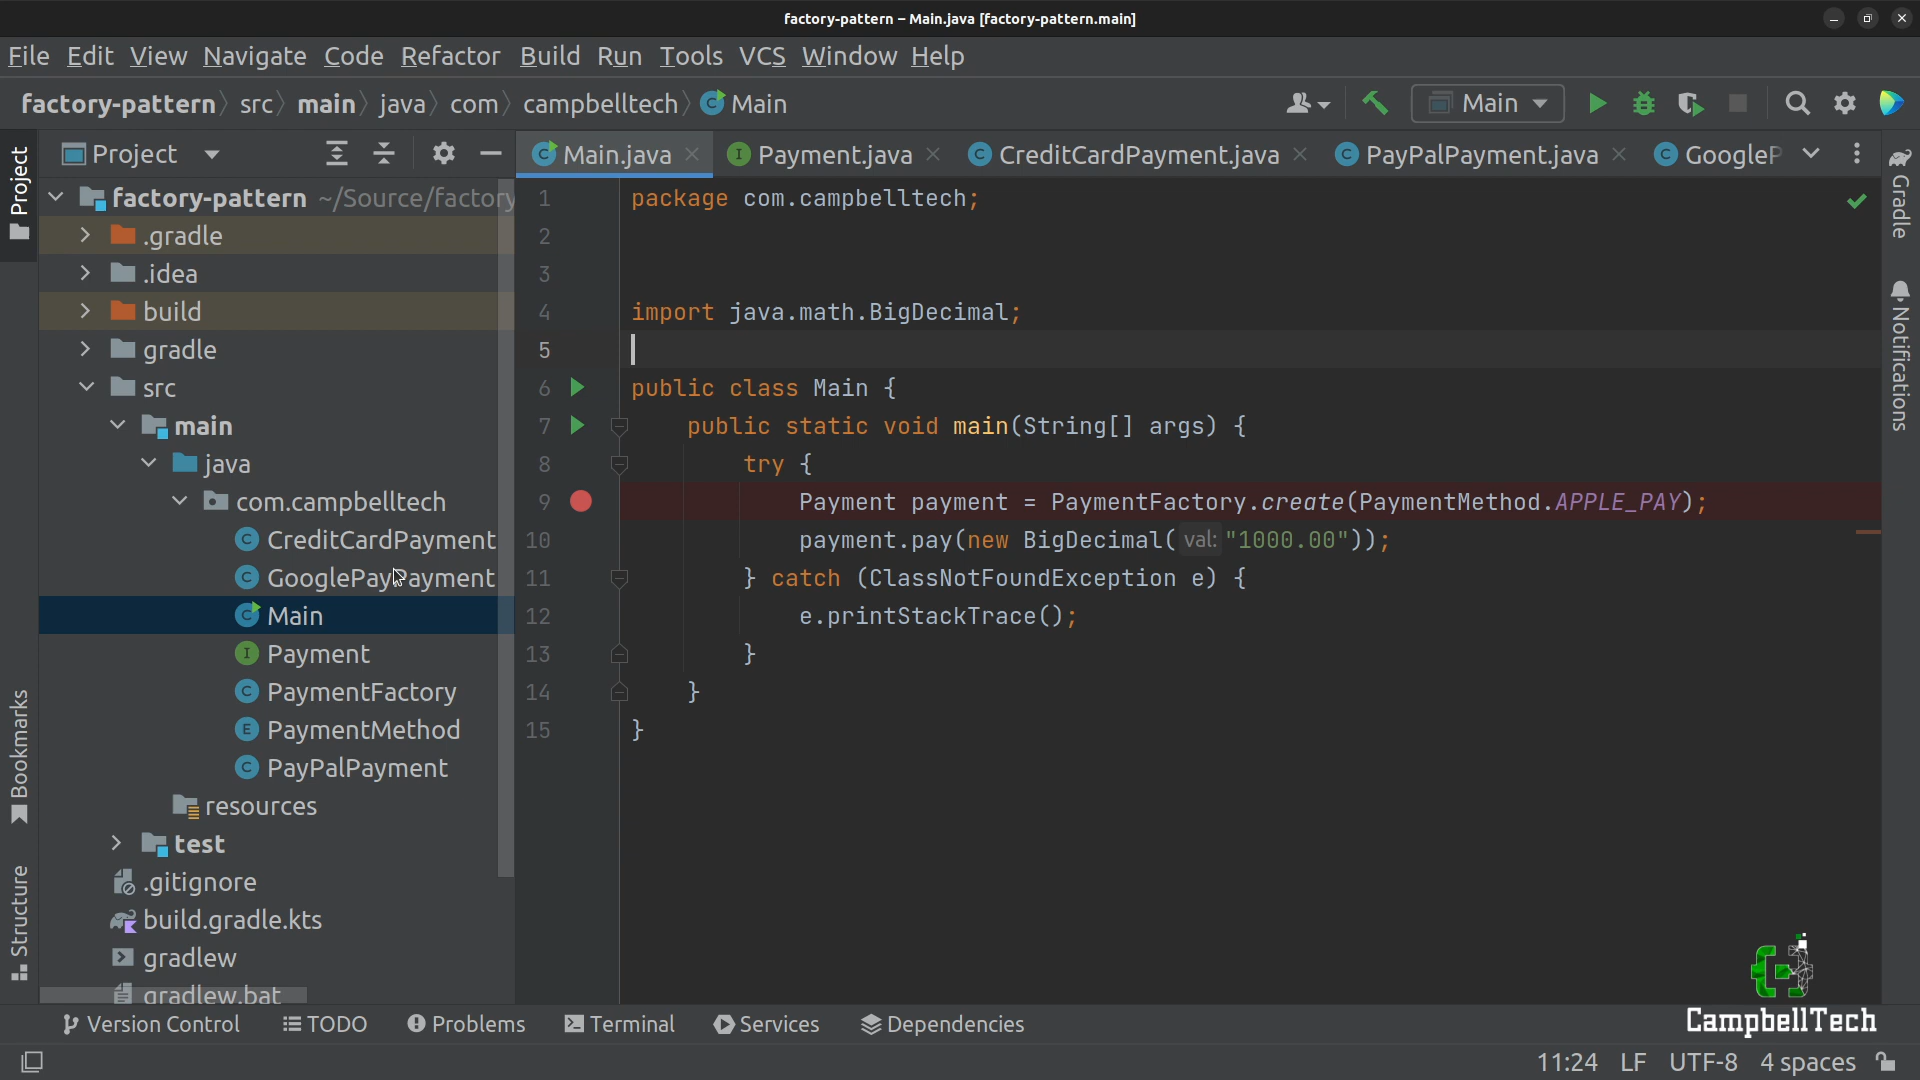 factory-pattern – Main.java [factory-pattern.main]
File Edit View Navigate Code Refactor Build Run Tools VCS Window Help
factory-pattern src main java com campbelltech Main
Main
Project
Project
Main.java Payment.java CreditCardPayment.java PayPalPayment.java GoogleP
factory-pattern ~/Source/factory
.gradle
.idea
build
gradle
src
main
java
com.campbelltech
CreditCardPayment
GooglePayPayment
Main
Payment
PaymentFactory
PaymentMethod
PayPalPayment
resources
test
.gitignore
build.gradle.kts
gradlew
gradlew.bat
1 package com.campbelltech;
2
3
4 import java.math.BigDecimal;
5
6 public class Main {
7 public static void main(String[] args) {
8 try {
9 Payment payment = PaymentFactory.create(PaymentMethod.APPLE_PAY);
10 payment.pay(new BigDecimal( val: "1000.00"));
11 } catch (ClassNotFoundException e) {
12 e.printStackTrace();
13 }
14 }
15 }
Gradle
Notifications
Bookmarks
Structure
CampbellTech
Version Control TODO Problems Terminal Services Dependencies
11:24 LF UTF-8 4 spaces